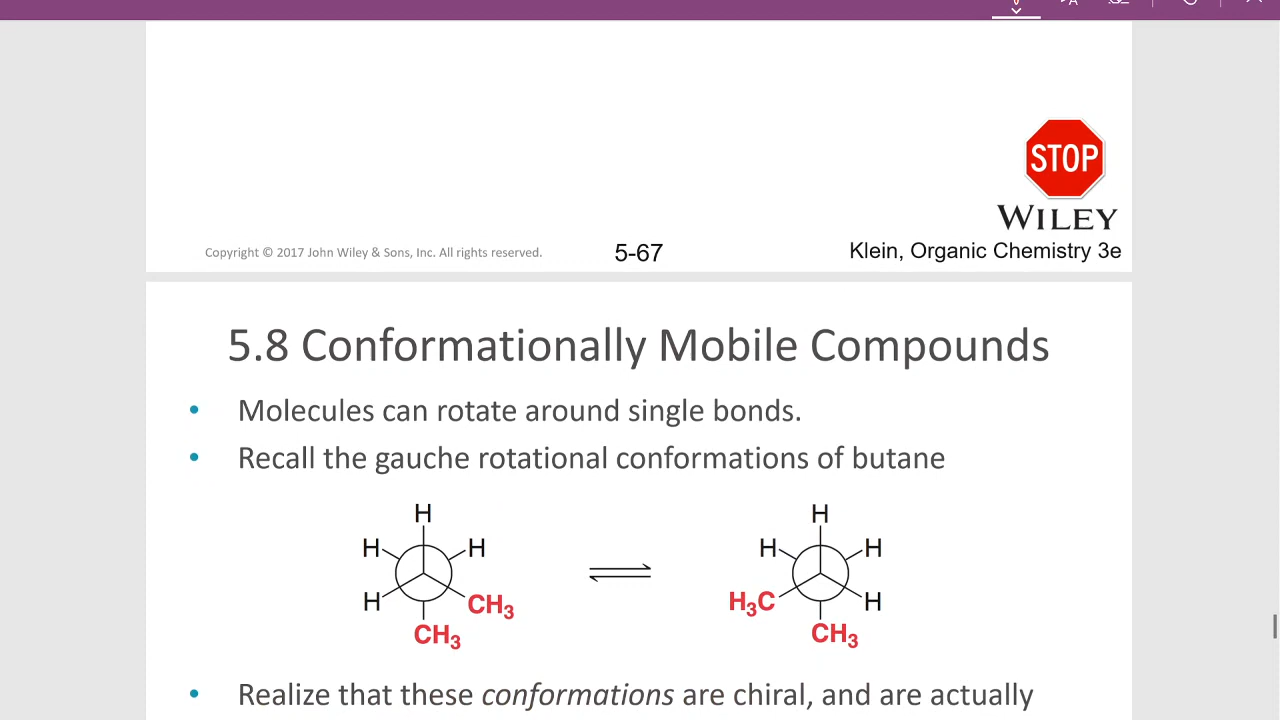 STOP
WILEY
Copyright © 2017 John Wiley & Sons, Inc. All rights reserved.
5-67
Klein, Organic Chemistry 3e
5.8 Conformationally Mobile Compounds
• Molecules can rotate around single bonds.
• Recall the gauche rotational conformations of butane
H H
H H H H
H CH₃ H₃C H
CH₃ CH₃
• Realize that these conformations are chiral, and are actually